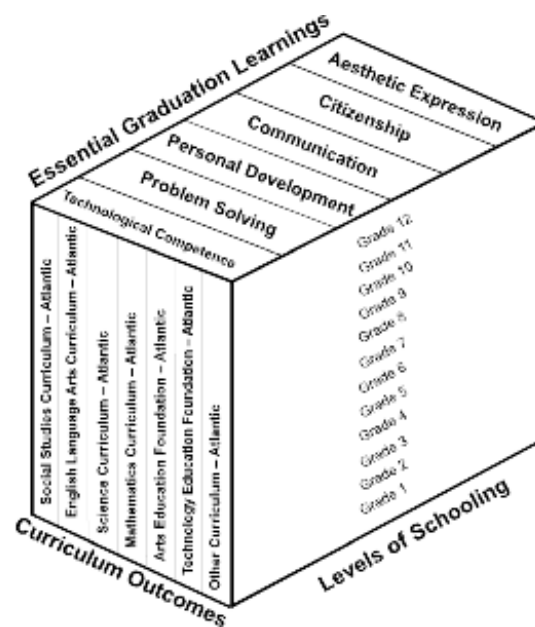 Essential Graduation Learnings
Aesthetic Expression
Citizenship
Communication
Personal Development
Problem Solving
Technological Competence
Social Studies Curriculum – Atlantic
English Language Arts Curriculum – Atlantic
Science Curriculum – Atlantic
Mathematics Curriculum – Atlantic
Arts Education Foundation – Atlantic
Technology Education Foundation – Atlantic
Other Curriculum – Atlantic
Curriculum Outcomes
Grade 12
Grade 11
Grade 10
Grade 9
Grade 8
Grade 7
Grade 6
Grade 5
Grade 4
Grade 3
Grade 2
Grade 1
Levels of Schooling